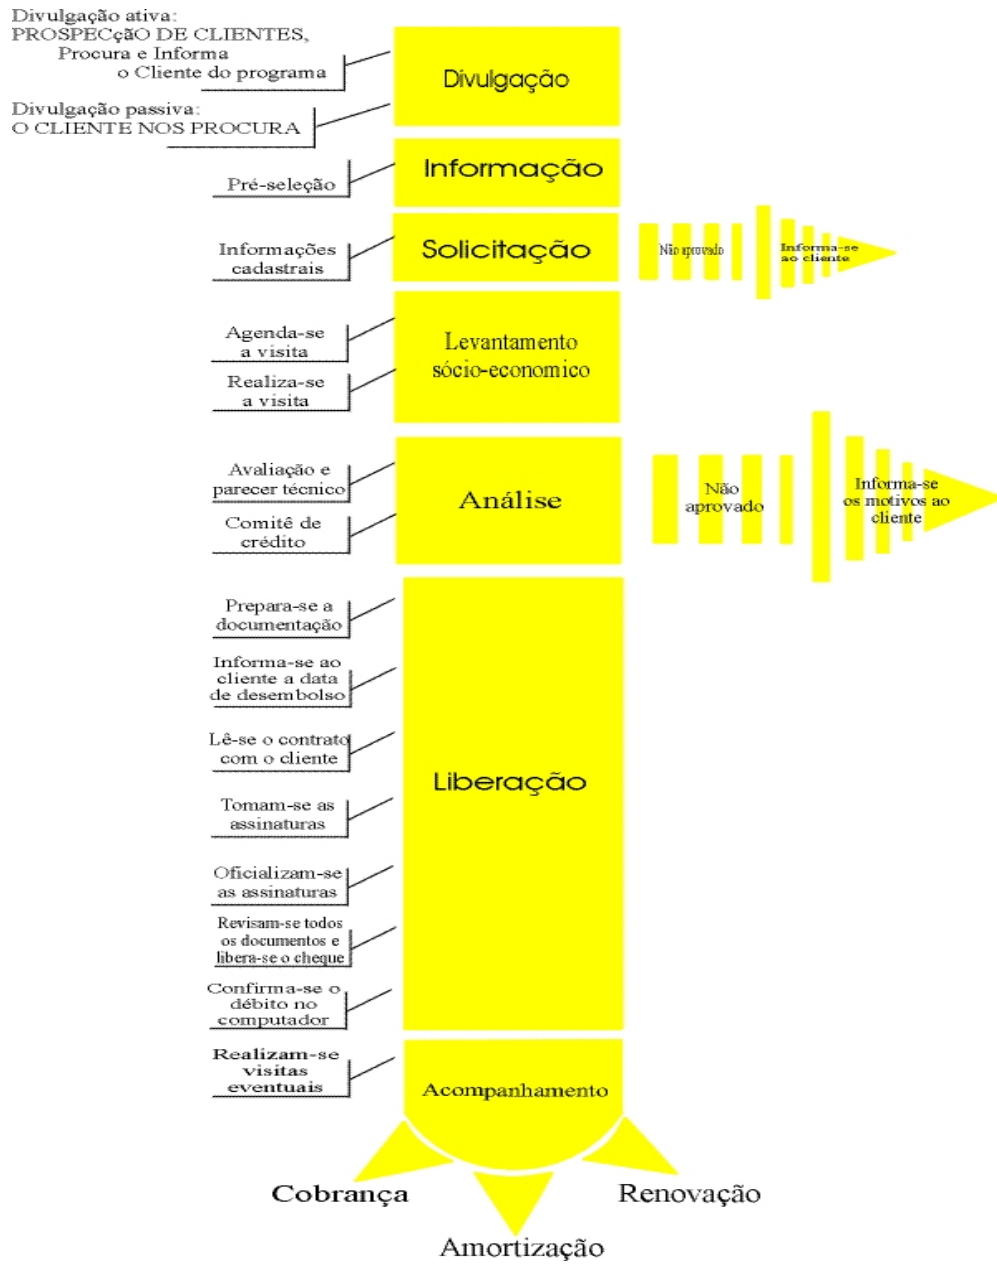 Divulgação ativa:
PROSPECçãO DE CLIENTES,
Procura e Informa
o Cliente do programa
Divulgação passiva:
O CLIENTE NOS PROCURA
Divulgação
Pré-seleção
Informação
Informações
cadastrais
Solicitação
Não aprovado
Informa-se
ao cliente
Agenda-se
a visita
Realiza-se
a visita
Levantamento
sócio-economico
Avaliação e
parecer técnico
Comitê de
crédito
Análise
Não
aprovado
Informa-se
os motivos ao
cliente
Prepara-se a
documentação
Informa-se ao
cliente a data
de desembolso
Lê-se o contrato
com o cliente
Tomam-se as
assinaturas
Oficializam-se
as assinaturas
Revisam-se todos
os documentos e
libera-se o cheque
Confirma-se o
débito no
computador
Liberação
Realizam-se
visitas
eventuais
Acompanhamento
Cobrança
Amortização
Renovação